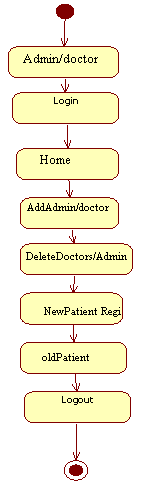 Admin/doctor
Login
Home
AddAdmin/doctor
DeleteDoctors/Admin
NewPatient Regi
oldPatient
Logout